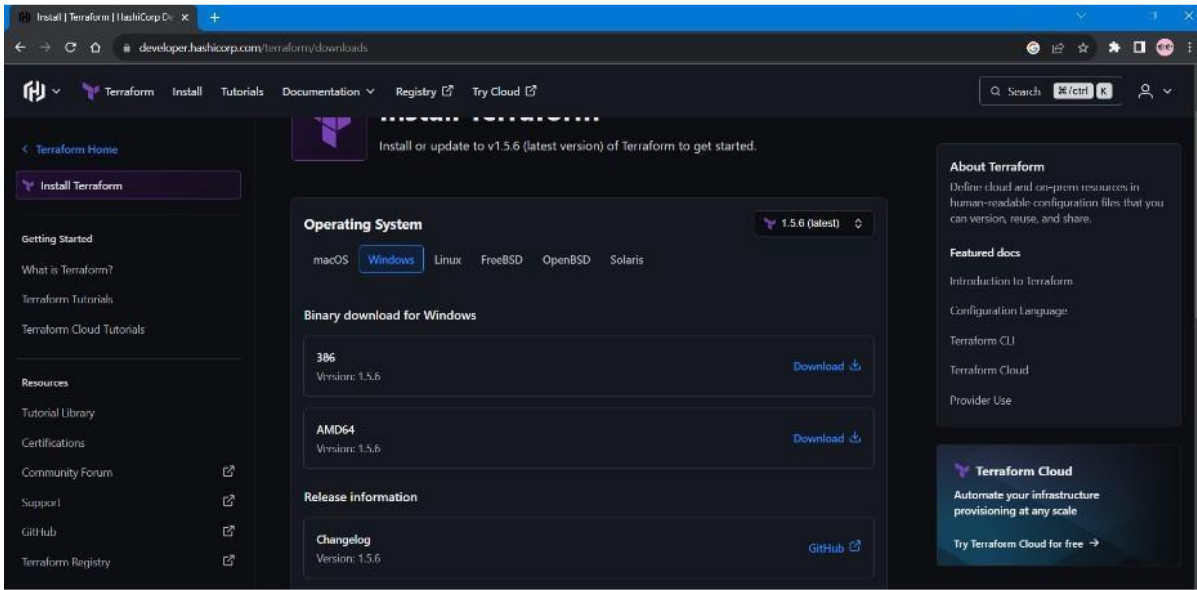 Install | Terraform | HashiCorp De
developer.hashicorp.com/terraform/downloads
Terraform Install Tutorials Documentation Registry Try Cloud Search ⌘/ctrl K
Install Terraform
Install or update to v1.5.6 (latest version) of Terraform to get started.
Terraform Home
Install Terraform
Getting Started
What is Terraform?
Terraform Tutorials
Terraform Cloud Tutorials
Resources
Tutorial Library
Certifications
Community Forum
Support
GitHub
Terraform Registry
Operating System
1.5.6 (latest)
macOS Windows Linux FreeBSD OpenBSD Solaris
Binary download for Windows
386
Version: 1.5.6
Download
AMD64
Version: 1.5.6
Download
Release information
Changelog
Version: 1.5.6
GitHub
About Terraform
Define cloud and on-prem resources in
human-readable configuration files that you
can version, reuse, and share.
Featured docs
Introduction to Terraform
Configuration Language
Terraform CLI
Terraform Cloud
Provider Use
Terraform Cloud
Automate your infrastructure
provisioning at any scale
Try Terraform Cloud for free →